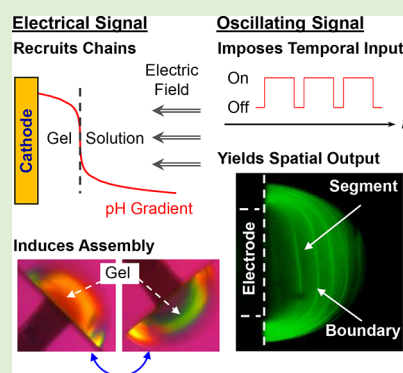 Electrical Signal
Recruits Chains
Cathode
Gel
Solution
Electric
Field
pH Gradient
Induces Assembly
Gel
Oscillating Signal
Imposes Temporal Input
On
Off
Yields Spatial Output
Electrode
Segment
Boundary